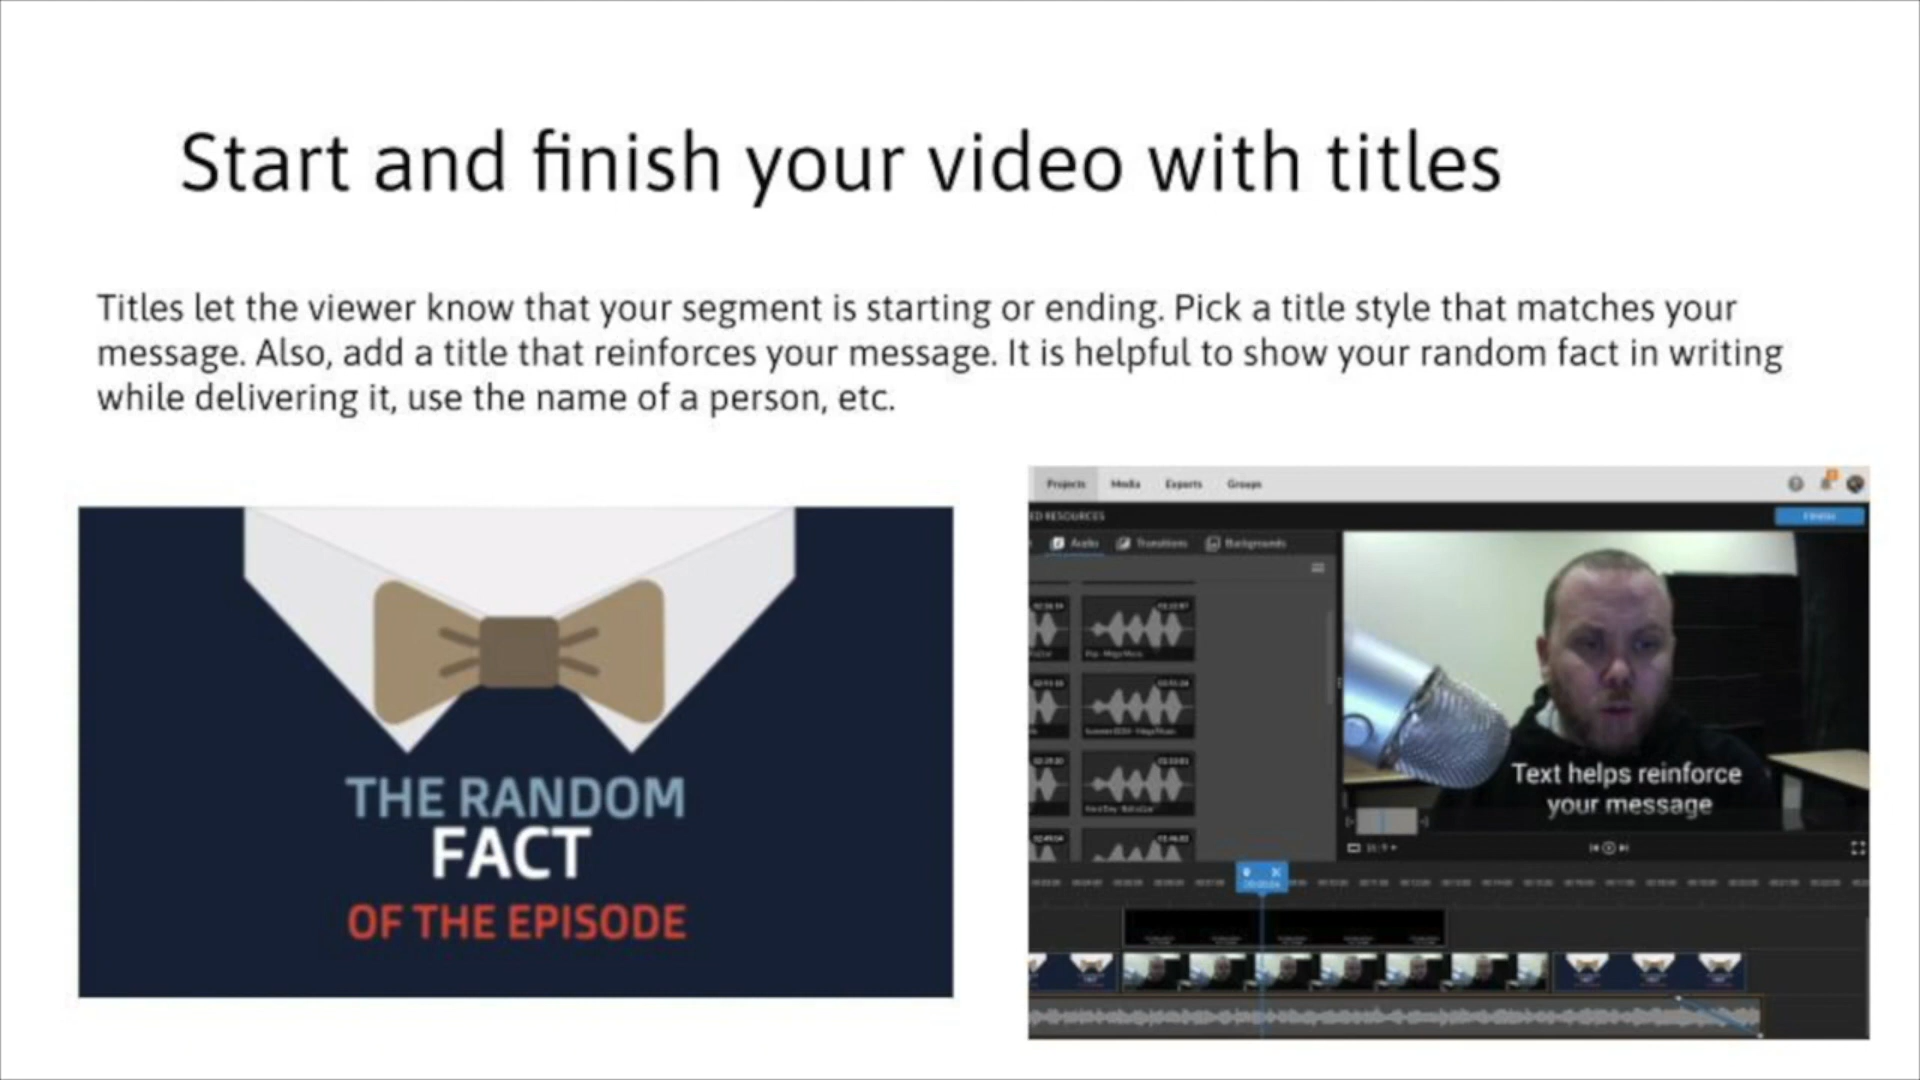 Start and finish your video with titles
Titles let the viewer know that your segment is starting or ending. Pick a title style that matches your
message. Also, add a title that reinforces your message. It is helpful to show your random fact in writing
while delivering it, use the name of a person, etc.
THE RANDOM
FACT
OF THE EPISODE
Projects Media Exports Groups
RESOURCES
Audio Transitions Backgrounds
Text helps reinforce
your message